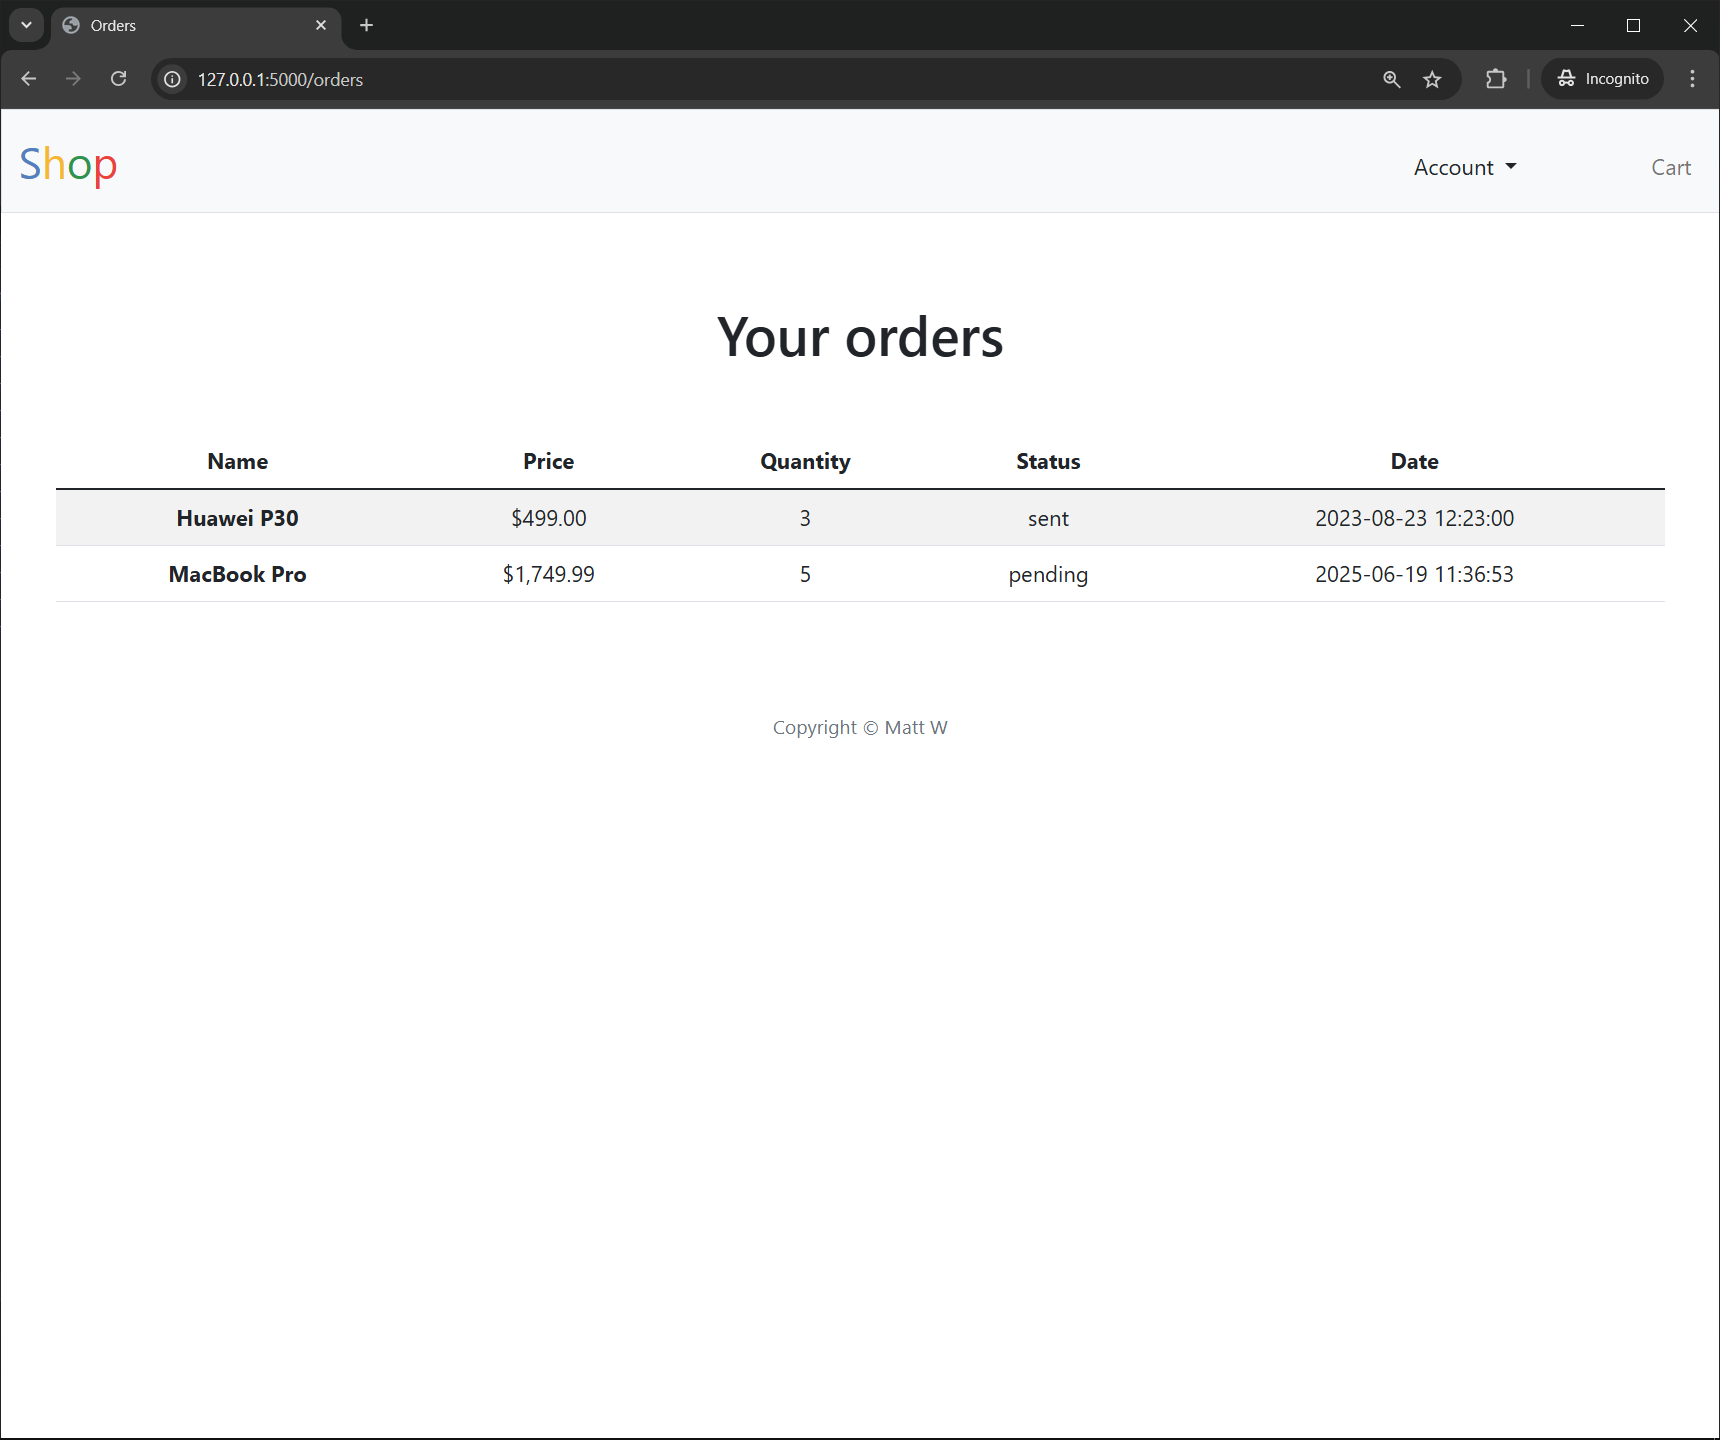 Orders
127.0.0.1:5000/orders
Incognito
Shop
Account
Cart
Your orders
Name Price Quantity Status Date
Huawei P30 $499.00 3 sent 2023-08-23 12:23:00
MacBook Pro $1,749.99 5 pending 2025-06-19 11:36:53
Copyright © Matt W